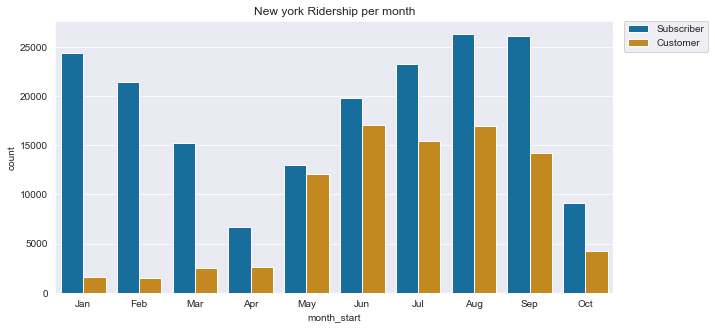 New york Ridership per month
Subscriber
Customer
25000
20000
15000
10000
5000
0
count
Jan Feb Mar Apr May Jun Jul Aug Sep Oct
month_start